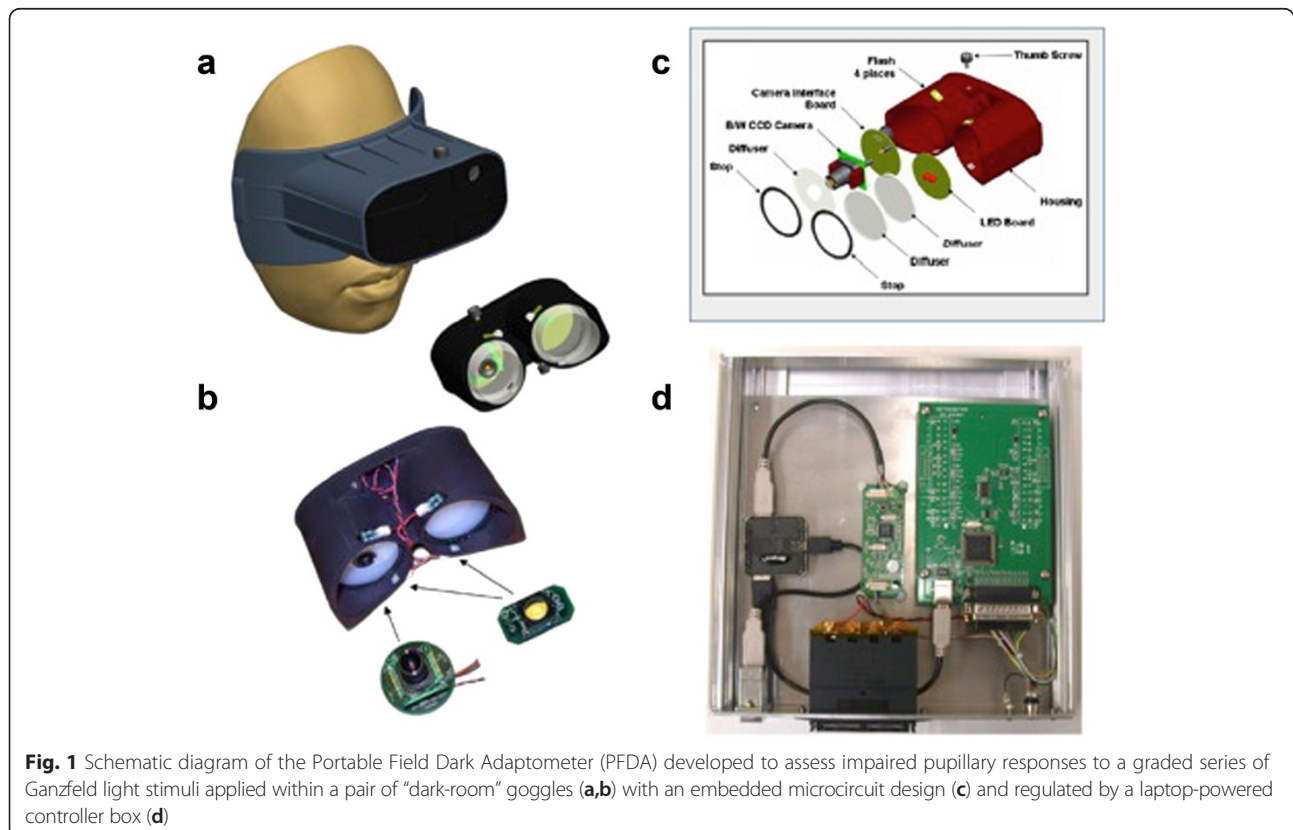 a
c
Thumb Screw
Flash
4 places
Camera Interface
Board
B/W CCD Camera
Diffuser
Stop
Housing
LED Board
Diffuser
Diffuser
Stop
b
d
Fig. 1 Schematic diagram of the Portable Field Dark Adaptometer (PFDA) developed to assess impaired pupillary responses to a graded series of
Ganzfeld light stimuli applied within a pair of “dark-room” goggles (a,b) with an embedded microcircuit design (c) and regulated by a laptop-powered
controller box (d)